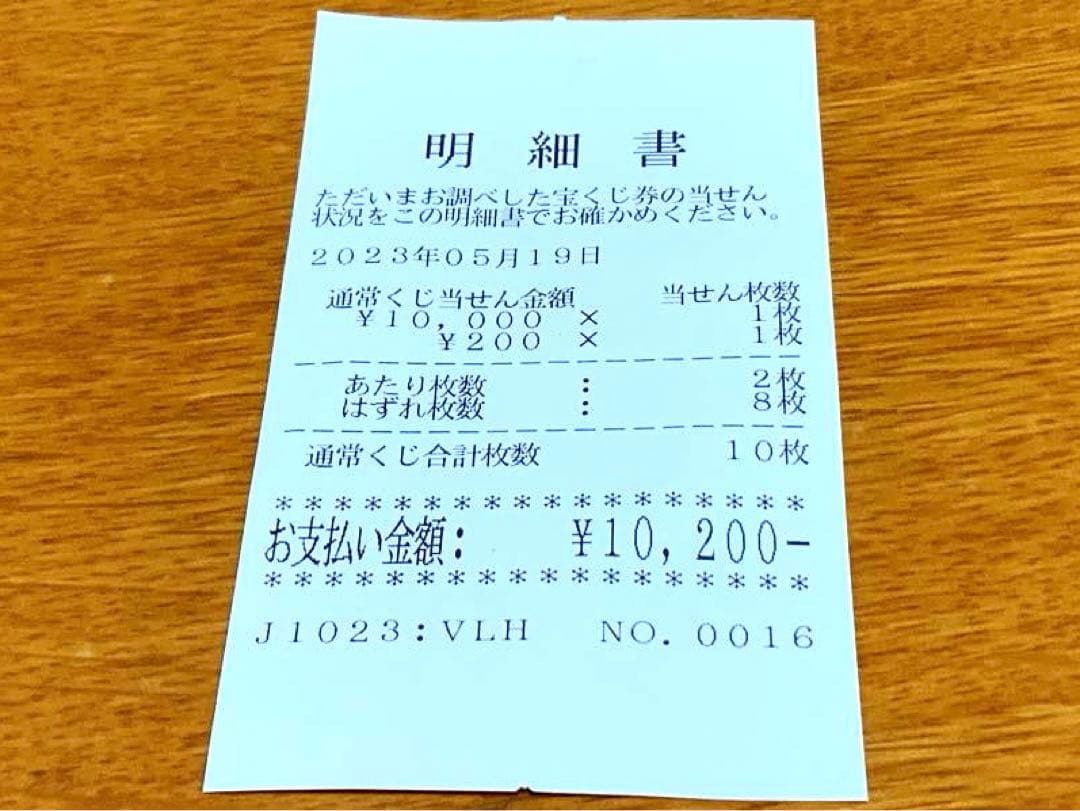 明細書
ただいまお調べした宝くじ券の当せん
状況をこの明細書でお確かめください。
2023年05月19日
通常くじ当せん金額 当せん枚数
¥10,000 × 1枚
¥200 × 1枚
あたり枚数 : 2枚
はずれ枚数 : 8枚
通常くじ合計枚数 10枚
******************
お支払い金額: ¥10,200-
******************
J1023:VLH NO.0016